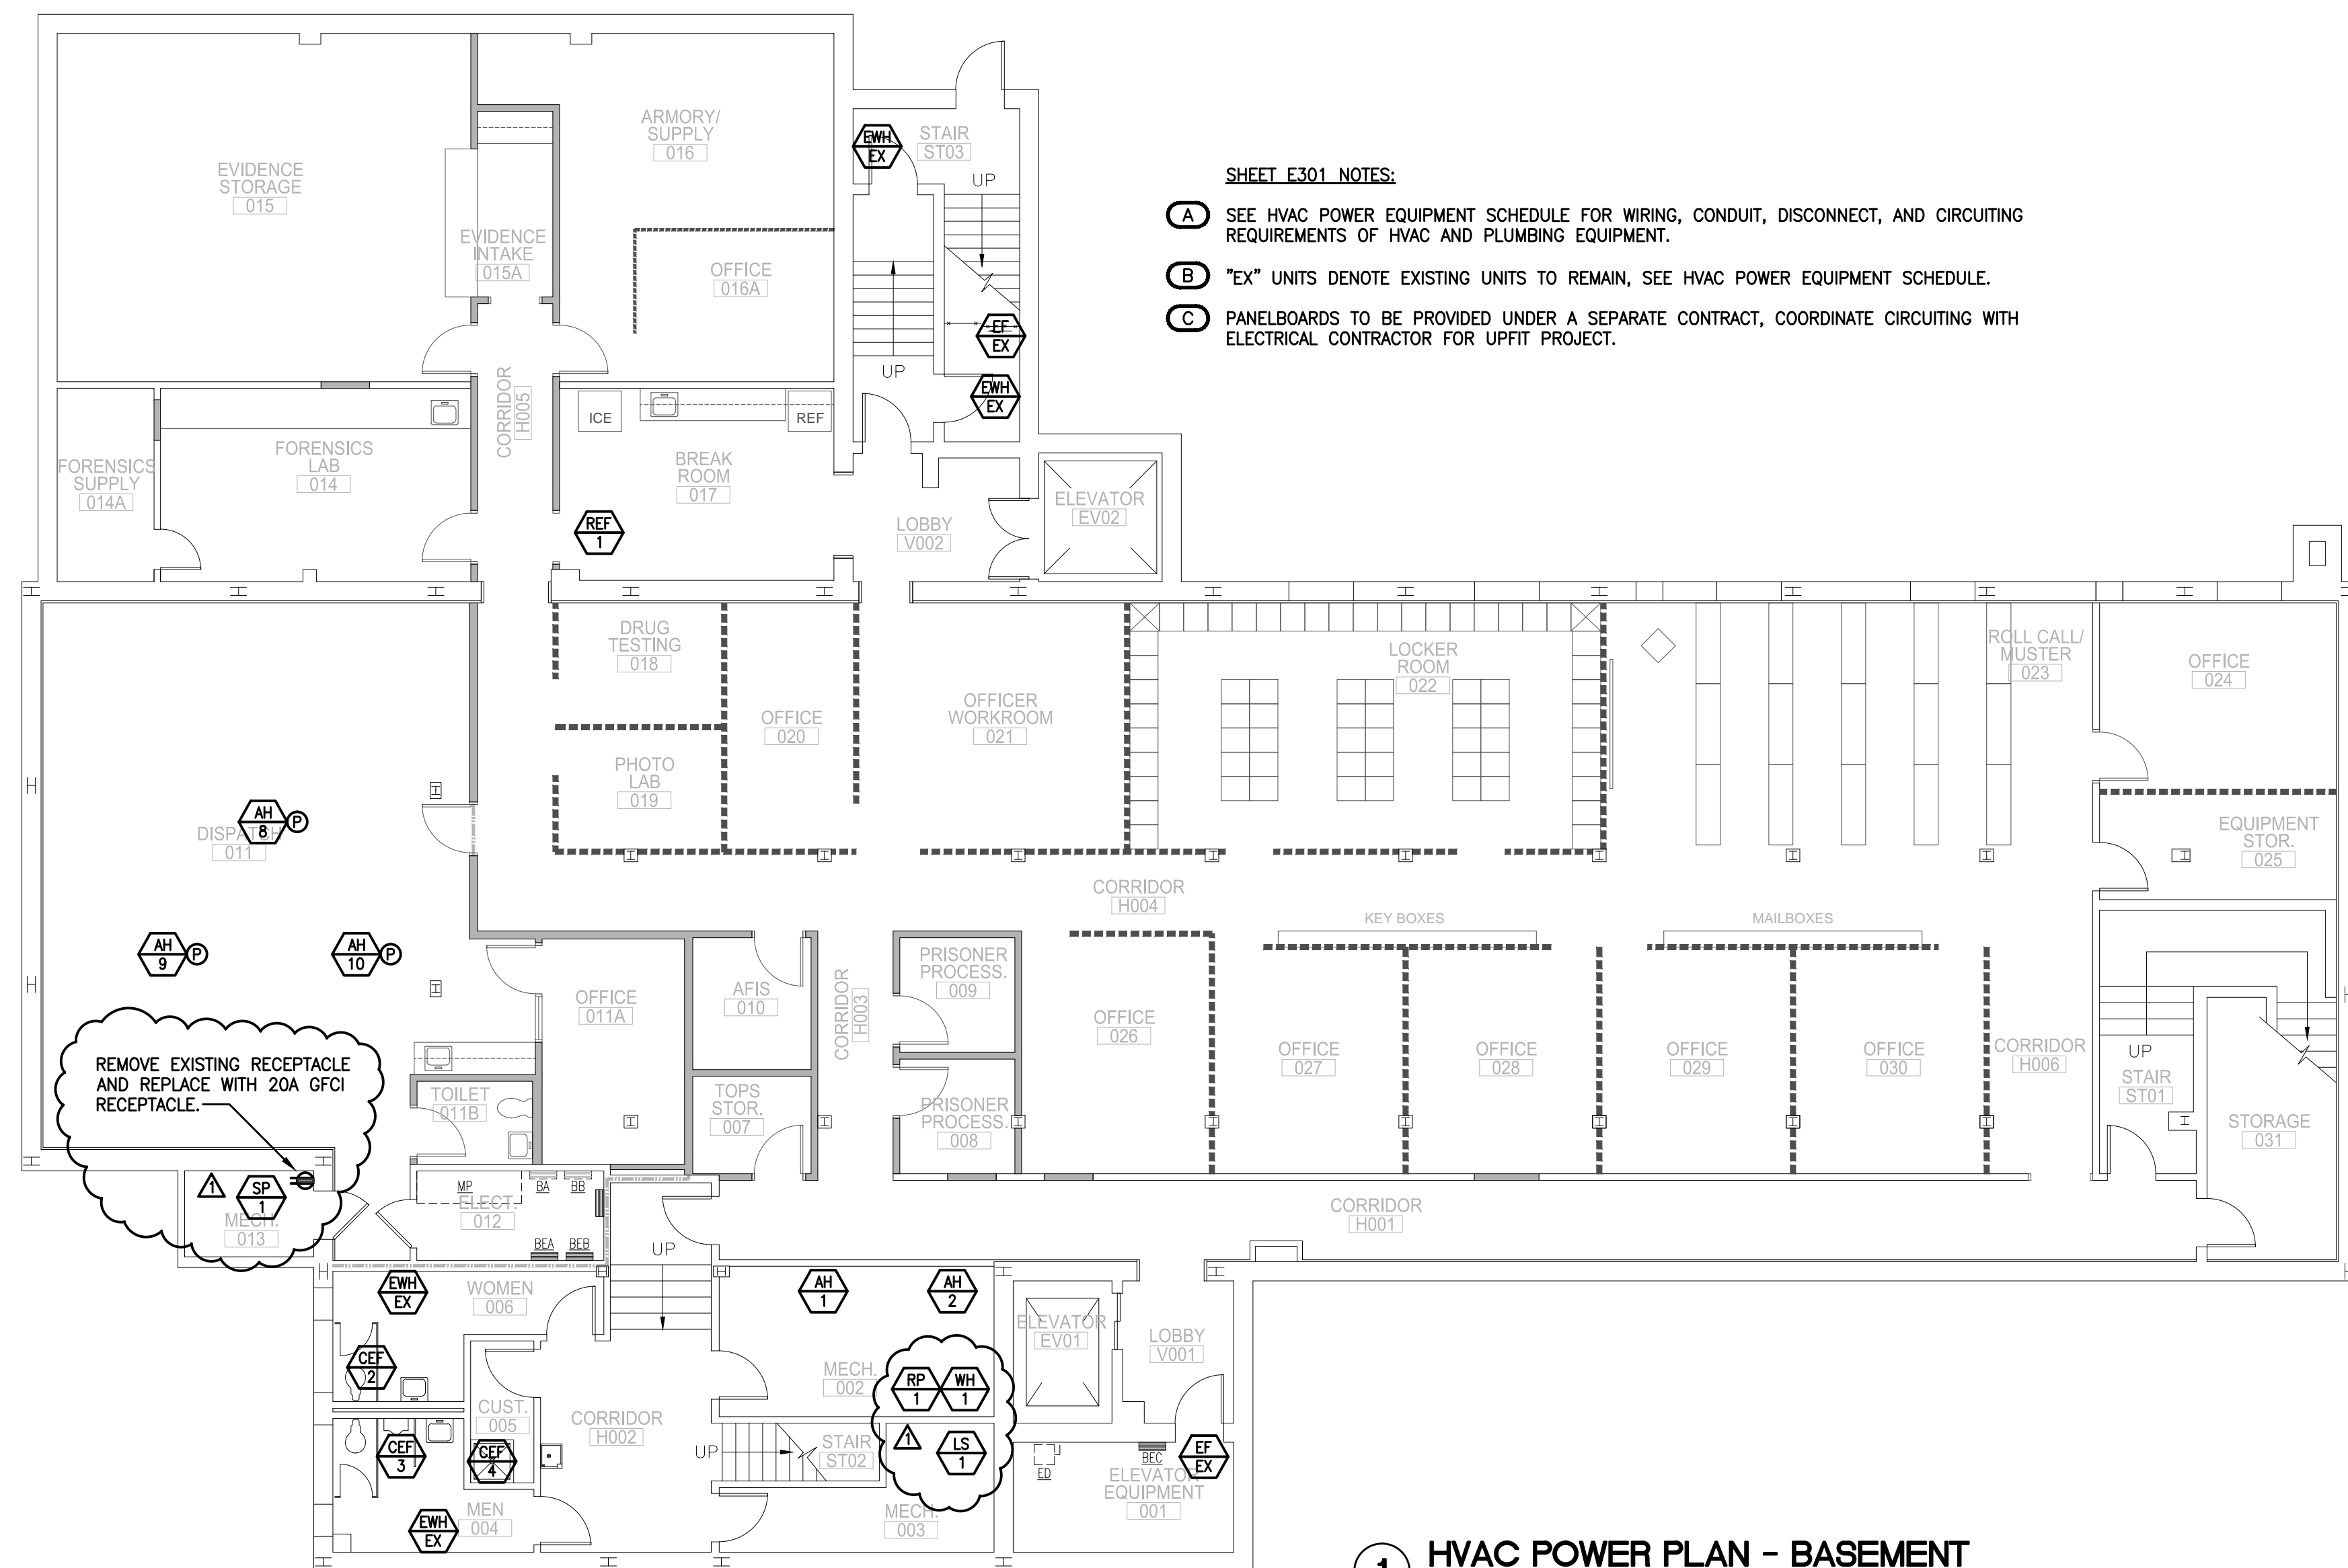 EVIDENCE
STORAGE
015
EVIDENCE
INTAKE
015A
ARMORY/
SUPPLY
016
OFFICE
016A
EWH
EX
STAIR
ST03
UP
EF
EX
UP
EWH
EX
SHEET E301 NOTES:
A SEE HVAC POWER EQUIPMENT SCHEDULE FOR WIRING, CONDUIT, DISCONNECT, AND CIRCUITING
REQUIREMENTS OF HVAC AND PLUMBING EQUIPMENT.
B "EX" UNITS DENOTE EXISTING UNITS TO REMAIN, SEE HVAC POWER EQUIPMENT SCHEDULE.
C PANELBOARDS TO BE PROVIDED UNDER A SEPARATE CONTRACT, COORDINATE CIRCUITING WITH
ELECTRICAL CONTRACTOR FOR UPFIT PROJECT.
FORENSICS
SUPPLY
014A
FORENSICS
LAB
014
CORRIDOR
H005
ICE
REF
BREAK
ROOM
017
REF
1
LOBBY
V002
ELEVATOR
EV02
DRUG
TESTING
018
PHOTO
LAB
019
OFFICE
020
OFFICER
WORKROOM
021
LOCKER
ROOM
022
ROLL CALL/
MUSTER
023
OFFICE
024
EQUIPMENT
STOR.
025
DISPATCH
011
AH
8
P
AH
9
P
AH
10
P
CORRIDOR
H004
KEY BOXES
MAILBOXES
OFFICE
011A
AFIS
010
CORRIDOR
H003
PRISONER
PROCESS.
009
OFFICE
026
OFFICE
027
OFFICE
028
OFFICE
029
OFFICE
030
CORRIDOR
H006
UP
STAIR
ST01
STORAGE
031
REMOVE EXISTING RECEPTACLE
AND REPLACE WITH 20A GFCI
RECEPTACLE.
TOILET
011B
TOPS
STOR.
007
PRISONER
PROCESS.
008
1
SP
1
MECH.
013
MP
BA
BB
ELECT.
012
BEA
BEB
UP
CORRIDOR
H001
EWH
EX
WOMEN
006
CEF
2
CUST.
005
CEF
3
CEF
4
MEN
004
EWH
EX
CORRIDOR
H002
AH
1
AH
2
MECH.
002
RP
1
WH
1
1
LS
1
UP
STAIR
ST02
MECH.
003
ELEVATOR
EV01
LOBBY
V001
ED
BEC
EF
EX
ELEVATOR
EQUIPMENT
001
1
HVAC POWER PLAN - BASEMENT